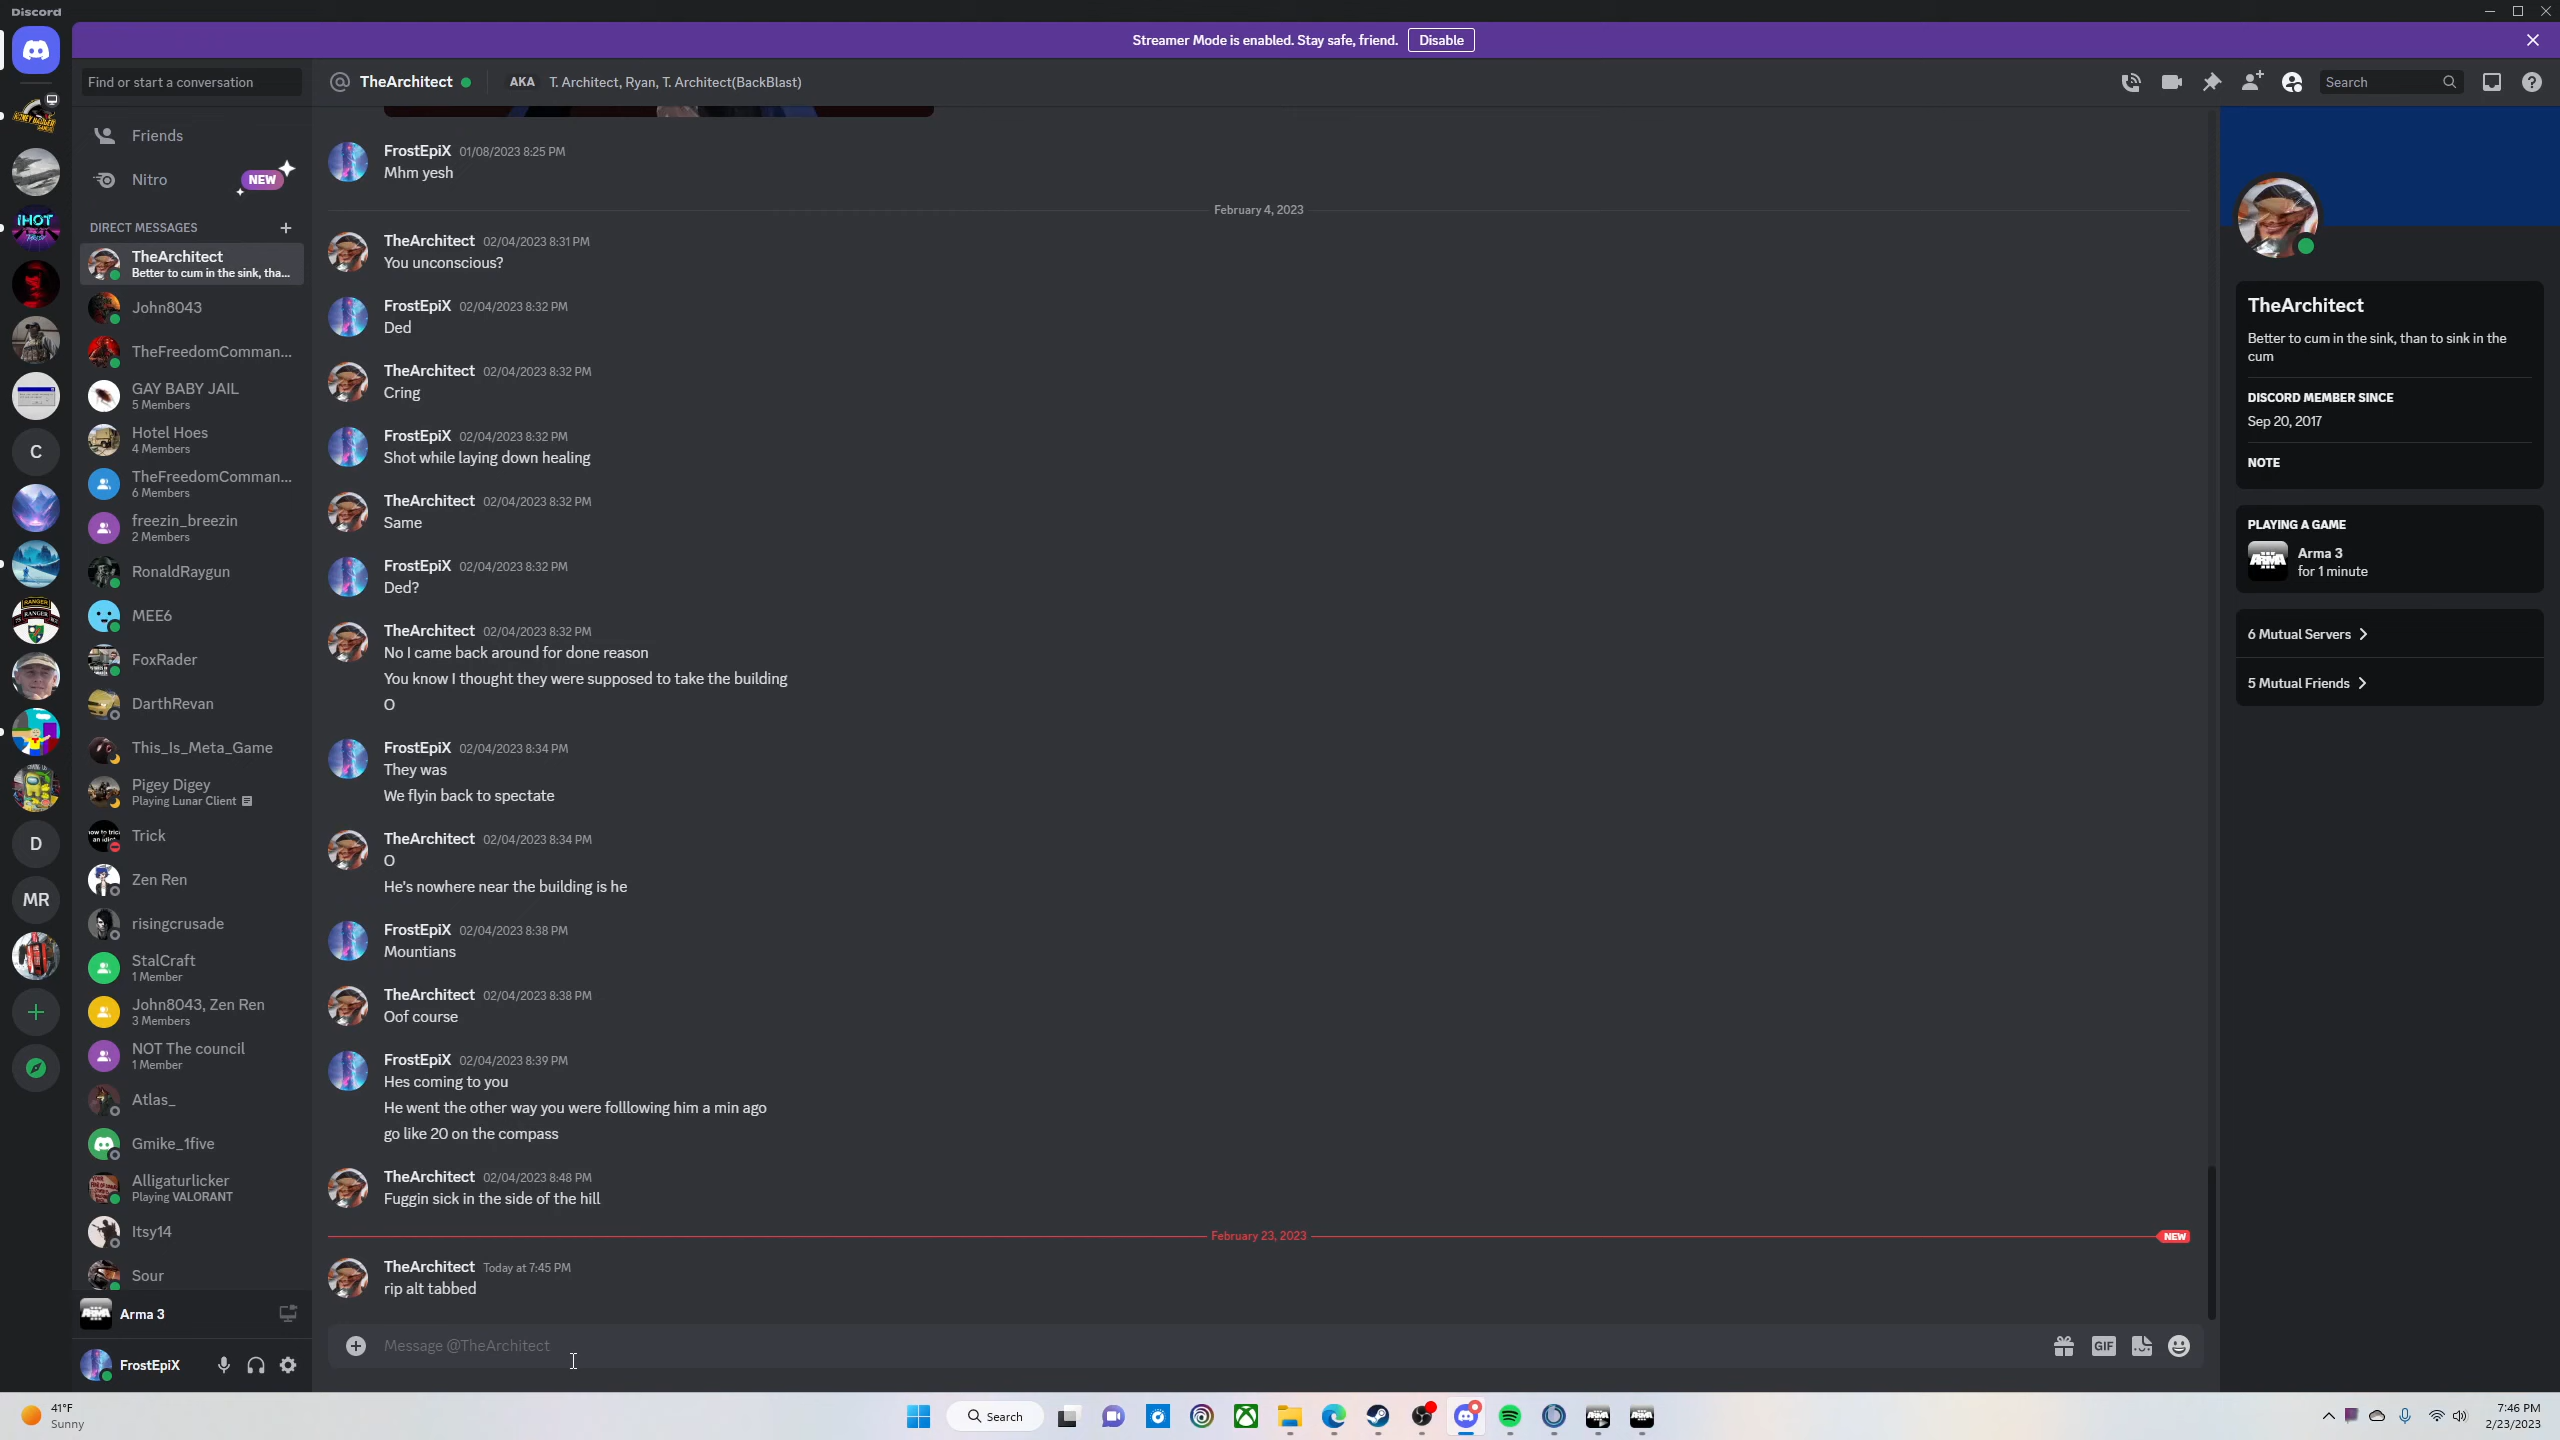 Discord
Streamer Mode is enabled. Stay safe, friend.
Disable
Find or start a conversation
TheArchitect
AKA
T. Architect, Ryan, T. Architect(BackBlast)
Search
Friends
Nitro
NEW
DIRECT MESSAGES
TheArchitect
Better to cum in the sink, tha...
John8043
TheFreedomComman...
GAY BABY JAIL
5 Members
Hotel Hoes
4 Members
TheFreedomComman...
6 Members
freezin_breezin
2 Members
RonaldRaygun
MEE6
FoxRader
DarthRevan
This_Is_Meta_Game
Pigey Digey
Playing Lunar Client
Trick
Zen Ren
risingcrusade
StalCraft
1 Member
John8043, Zen Ren
3 Members
NOT The council
1 Member
Atlas_
Gmike_1five
Alligaturlicker
Playing VALORANT
Itsy14
Sour
Arma 3
FrostEpiX
C
D
MR
FrostEpiX 01/08/2023 8:25 PM
Mhm yesh
February 4, 2023
TheArchitect 02/04/2023 8:31 PM
You unconscious?
FrostEpiX 02/04/2023 8:32 PM
Ded
TheArchitect 02/04/2023 8:32 PM
Cring
FrostEpiX 02/04/2023 8:32 PM
Shot while laying down healing
TheArchitect 02/04/2023 8:32 PM
Same
FrostEpiX 02/04/2023 8:32 PM
Ded?
TheArchitect 02/04/2023 8:32 PM
No I came back around for done reason
You know I thought they were supposed to take the building
O
FrostEpiX 02/04/2023 8:34 PM
They was
We flyin back to spectate
TheArchitect 02/04/2023 8:34 PM
O
He's nowhere near the building is he
FrostEpiX 02/04/2023 8:38 PM
Mountians
TheArchitect 02/04/2023 8:38 PM
Oof course
FrostEpiX 02/04/2023 8:39 PM
Hes coming to you
He went the other way you were folllowing him a min ago
go like 20 on the compass
TheArchitect 02/04/2023 8:48 PM
Fuggin sick in the side of the hill
February 23, 2023
NEW
TheArchitect Today at 7:45 PM
rip alt tabbed
Message @TheArchitect
GIF
TheArchitect
Better to cum in the sink, than to sink in the
cum
DISCORD MEMBER SINCE
Sep 20, 2017
NOTE
PLAYING A GAME
Arma 3
for 1 minute
6 Mutual Servers
5 Mutual Friends
41°F
Sunny
Search
7:46 PM
2/23/2023